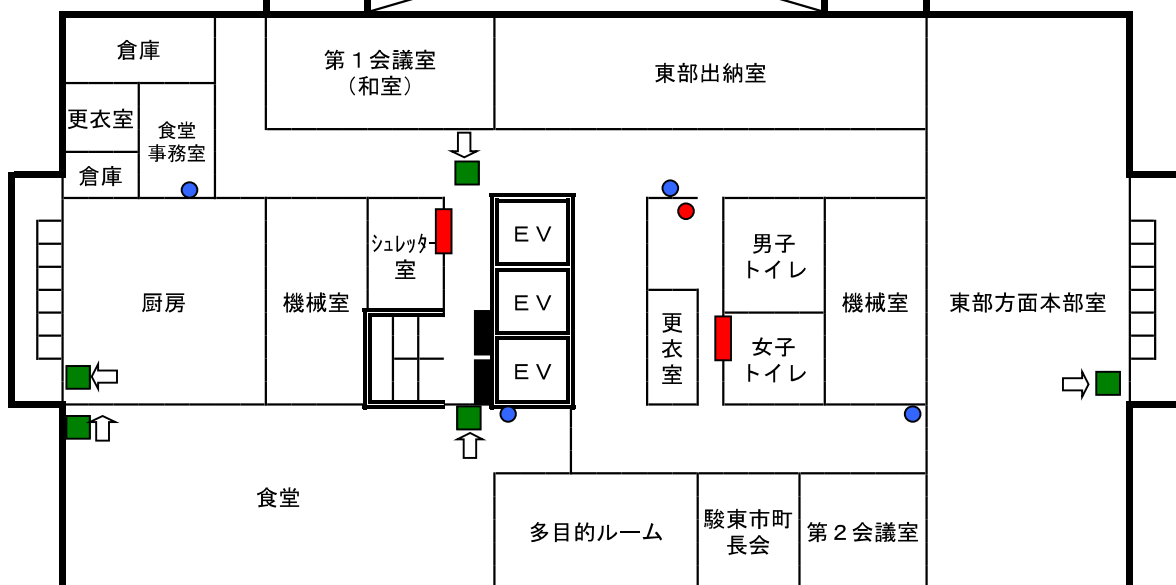 倉庫
第１会議室
（和室）
東部出納室
更衣室
食堂
事務室
倉庫
ｼｭﾚｯﾀﾞｰ
室
ＥＶ
男子
トイレ
厨房
機械室
ＥＶ
更
衣
室
女子
トイレ
機械室
東部方面本部室
ＥＶ
食堂
多目的ルーム
駿東市町
長会
第２会議室